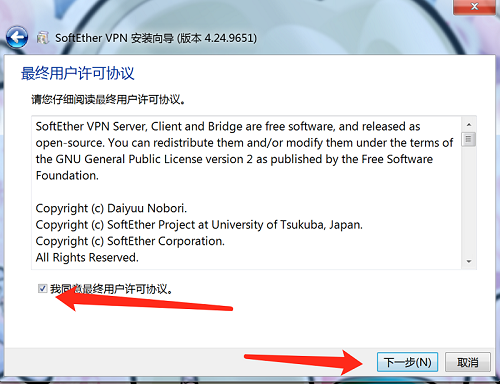 SoftEther VPN 安装向导 (版本 4.24.9651)
最终用户许可协议
请您仔细阅读最终用户许可协议。
SoftEther VPN Server, Client and Bridge are free software, and released as
open-source. You can redistribute them and/or modify them under the terms of
the GNU General Public License version 2 as published by the Free Software
Foundation.
Copyright (c) Daiyuu Nobori.
Copyright (c) SoftEther Project at University of Tsukuba, Japan.
Copyright (c) SoftEther Corporation.
All Rights Reserved.
我同意最终用户许可协议。
下一步(N)
取消